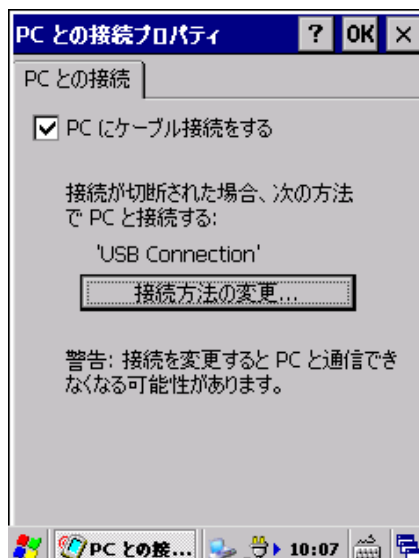 PC との接続プロパティ ? OK ×
PC との接続
PC にケーブル接続をする
接続が切断された場合、次の方法
で PC と接続する:
'USB Connection'
接続方法の変更...
警告: 接続を変更すると PC と通信でき
なくなる可能性があります。
PC との接... 10:07